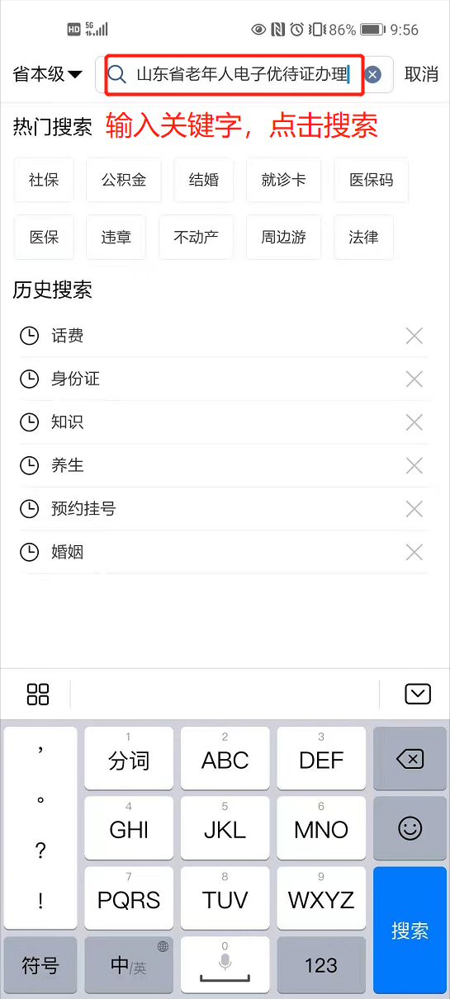 HD 5G 86% 9:56
省本级 山东省老年人电子优待证办理 取消
热门搜索 输入关键字，点击搜索
社保 公积金 结婚 就诊卡 医保码
医保 违章 不动产 周边游 法律
历史搜索
话费
身份证
知识
养生
预约挂号
婚姻
， 1 分词 2 ABC 3 DEF
。 4 GHI 5 JKL 6 MNO
? 7 PQRS 8 TUV 9 WXYZ
! 搜索
符号 中/英 0 123